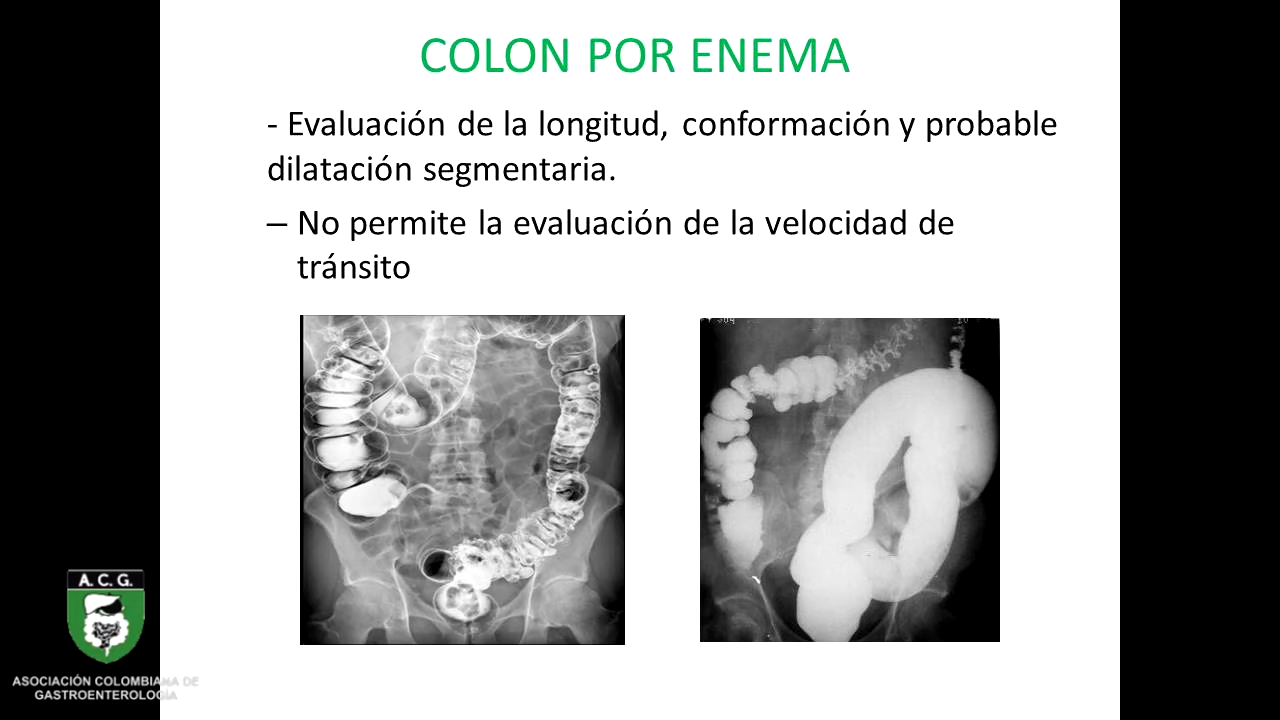 COLON POR ENEMA
- Evaluación de la longitud, conformación y probable
dilatación segmentaria.
– No permite la evaluación de la velocidad de
tránsito
A. C. G.
ASOCIACIÓN COLOMBIANA DE
GASTROENTEROLOGÍA